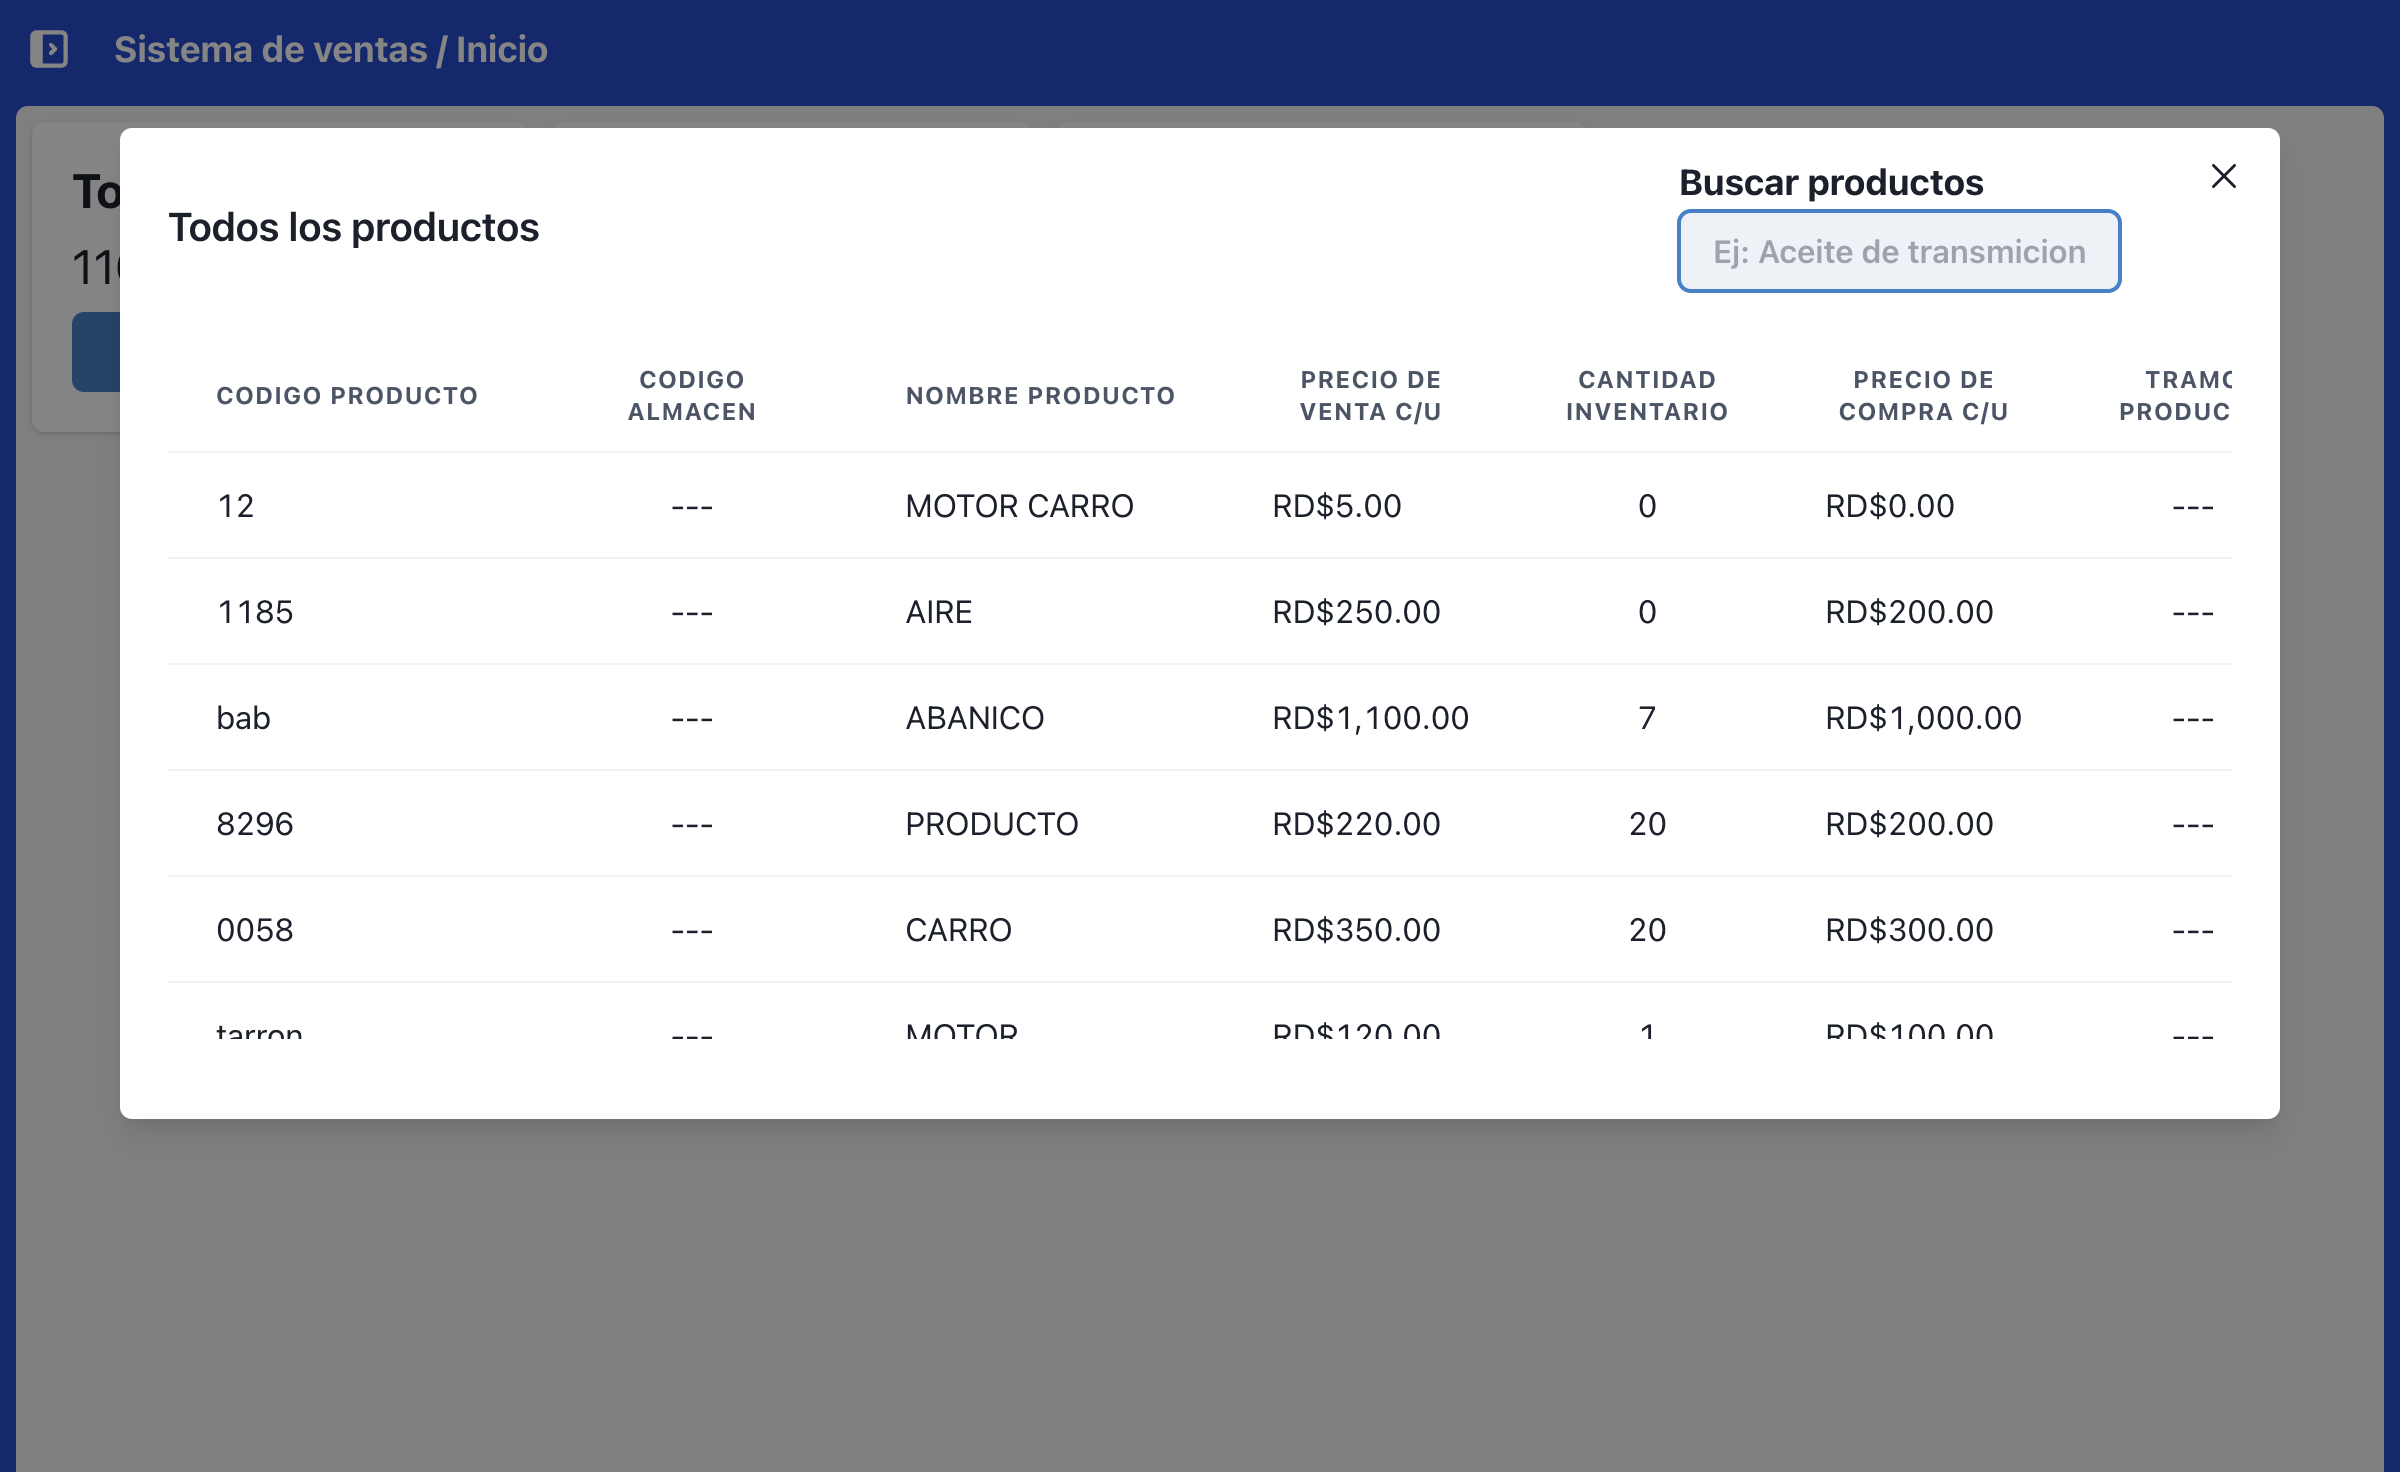 Sistema de ventas / Inicio
To
11
Todos los productos
Buscar productos
Ej: Aceite de transmicion
CODIGO PRODUCTO CODIGO ALMACEN NOMBRE PRODUCTO PRECIO DE VENTA C/U CANTIDAD INVENTARIO PRECIO DE COMPRA C/U TRAMO PRODUC
12 --- MOTOR CARRO RD$5.00 0 RD$0.00 ---
1185 --- AIRE RD$250.00 0 RD$200.00 ---
bab --- ABANICO RD$1,100.00 7 RD$1,000.00 ---
8296 --- PRODUCTO RD$220.00 20 RD$200.00 ---
0058 --- CARRO RD$350.00 20 RD$300.00 ---
tarron --- MOTOR RD$120.00 1 RD$100.00 ---